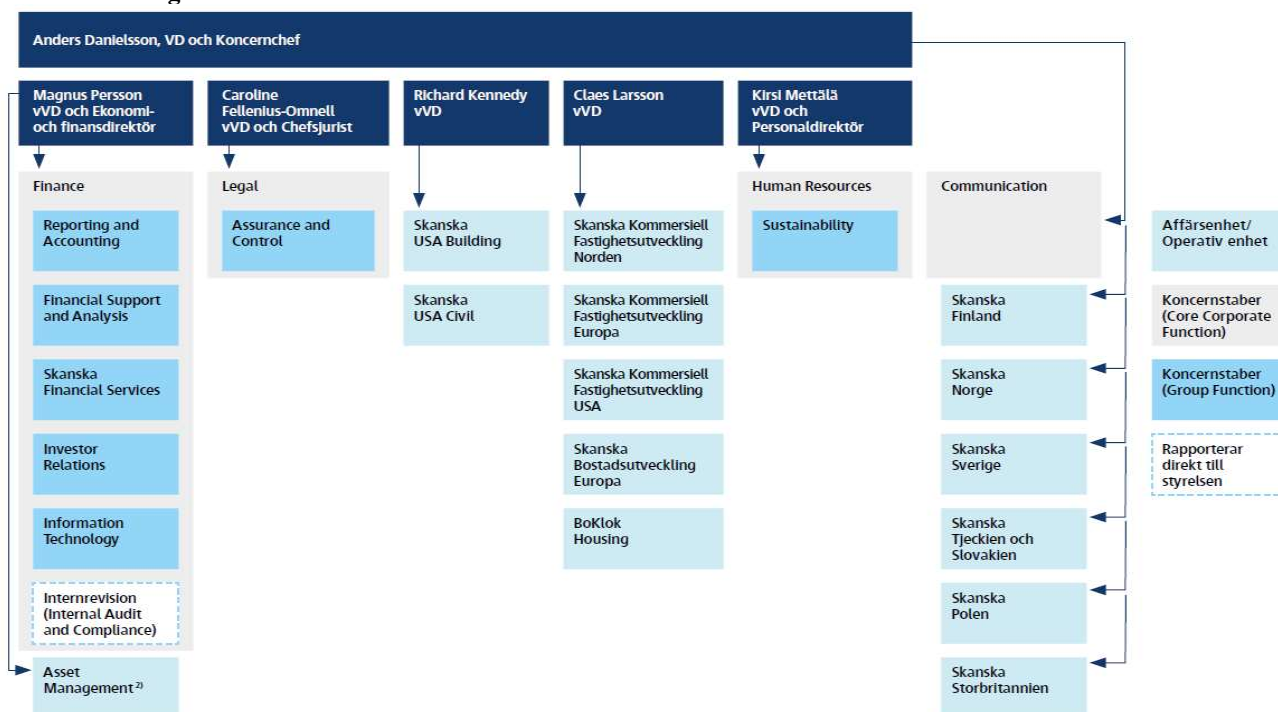 Anders Danielsson, VD och Koncernchef
Magnus Persson
vVD och Ekonomi-
och finansdirektör
Caroline
Fellenius-Omnell
vVD och Chefsjurist
Richard Kennedy
vVD
Claes Larsson
vVD
Kirsi Mettälä
vVD och
Personaldirektör
Finance
Reporting and
Accounting
Financial Support
and Analysis
Skanska
Financial Services
Investor
Relations
Information
Technology
Internrevision
(Internal Audit
and Compliance)
Asset
Management 2)
Legal
Assurance and
Control
Skanska
USA Building
Skanska
USA Civil
Skanska Kommersiell
Fastighetsutveckling
Norden
Skanska Kommersiell
Fastighetsutveckling
Europa
Skanska Kommersiell
Fastighetsutveckling
USA
Skanska
Bostadsutveckling
Europa
BoKlok
Housing
Human Resources
Sustainability
Communication
Skanska
Finland
Skanska
Norge
Skanska
Sverige
Skanska
Tjeckien och
Slovakien
Skanska
Polen
Skanska
Storbritannien
Affärsenhet/
Operativ enhet
Koncernstaber
(Core Corporate
Function)
Koncernstaber
(Group Function)
Rapporterar
direkt till
styrelsen